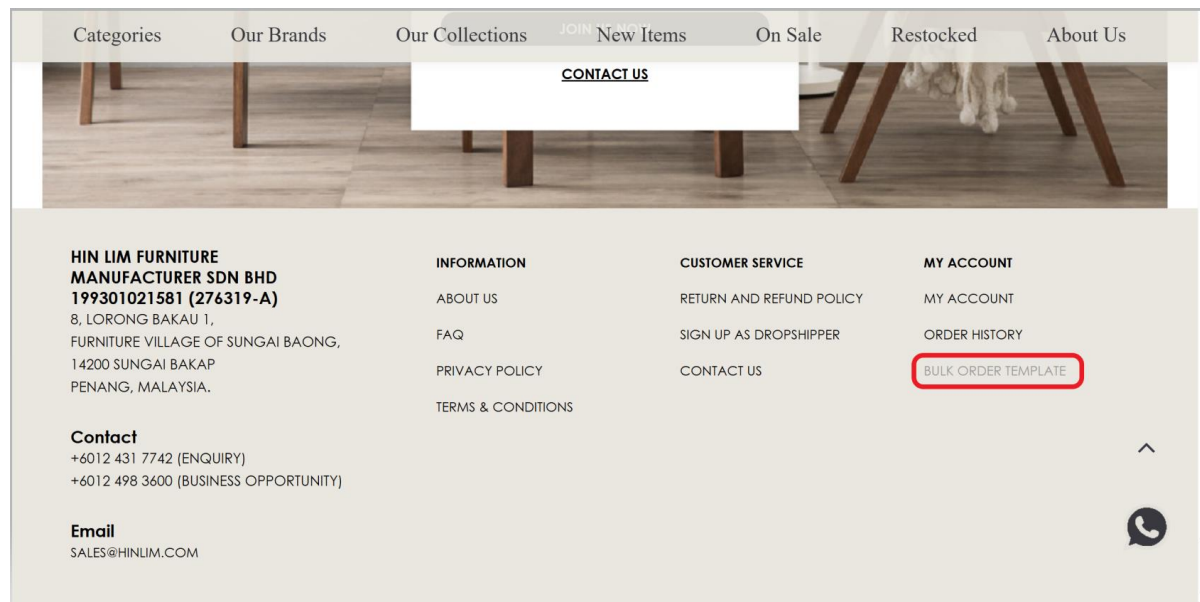 Categories Our Brands Our Collections New Items On Sale Restocked About Us
JOIN US NOW
CONTACT US
HIN LIM FURNITURE
MANUFACTURER SDN BHD
199301021581 (276319-A)
8, LORONG BAKAU 1,
FURNITURE VILLAGE OF SUNGAI BAONG,
14200 SUNGAI BAKAP
PENANG, MALAYSIA.
Contact
+6012 431 7742 (ENQUIRY)
+6012 498 3600 (BUSINESS OPPORTUNITY)
Email
SALES@HINLIM.COM
INFORMATION
ABOUT US
FAQ
PRIVACY POLICY
TERMS & CONDITIONS
CUSTOMER SERVICE
RETURN AND REFUND POLICY
SIGN UP AS DROPSHIPPER
CONTACT US
MY ACCOUNT
MY ACCOUNT
ORDER HISTORY
BULK ORDER TEMPLATE